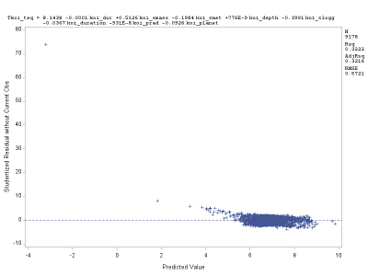 Tkoi_teq = 8.1438 -0.0001 koi_dor +0.5126 koi_smass -0.1984 koi_smet +776E-9 koi_depth -0.3991 koi_slogg
-0.0367 koi_duration -931E-8 koi_prad -0.0926 koi_planet
N
9178
Rsq
0.3222
AdjRsq
0.3216
RMSE
0.5721
80
70
60
50
40
30
20
10
0
-10
Studentized Residual without Current Obs
-4
-2
0
2
4
6
8
10
Predicted Value